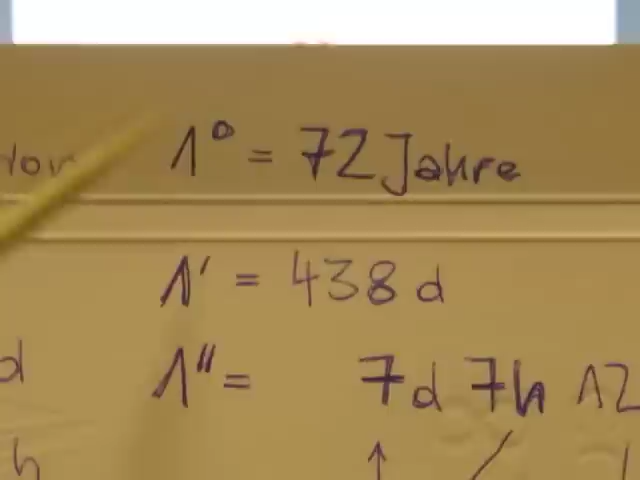 1° = 72 Jahre
1' = 438 d
d
1" = 7d 7h 12
h